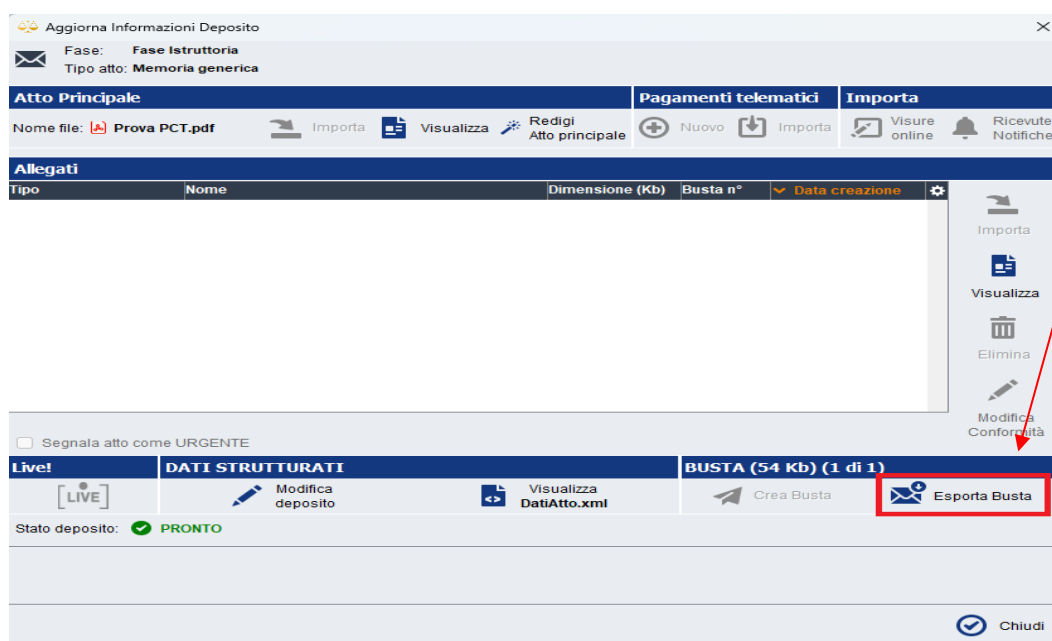 Aggiorna Informazioni Deposito
Fase: Fase Istruttoria
Tipo atto: Memoria generica
Atto Principale Pagamenti telematici Importa
Nome file: Prova PCT.pdf Importa Visualizza Redigi Atto principale Nuovo Importa Visure online Ricevute Notifiche
Allegati
Tipo Nome Dimensione (Kb) Busta n° Data creazione
Importa
Visualizza
Elimina
Modifica
Conformità
Segnala atto come URGENTE
Live! DATI STRUTTURATI BUSTA (54 Kb) (1 di 1)
LIVE Modifica deposito Visualizza DatiAtto.xml Crea Busta Esporta Busta
Stato deposito: PRONTO
Chiudi